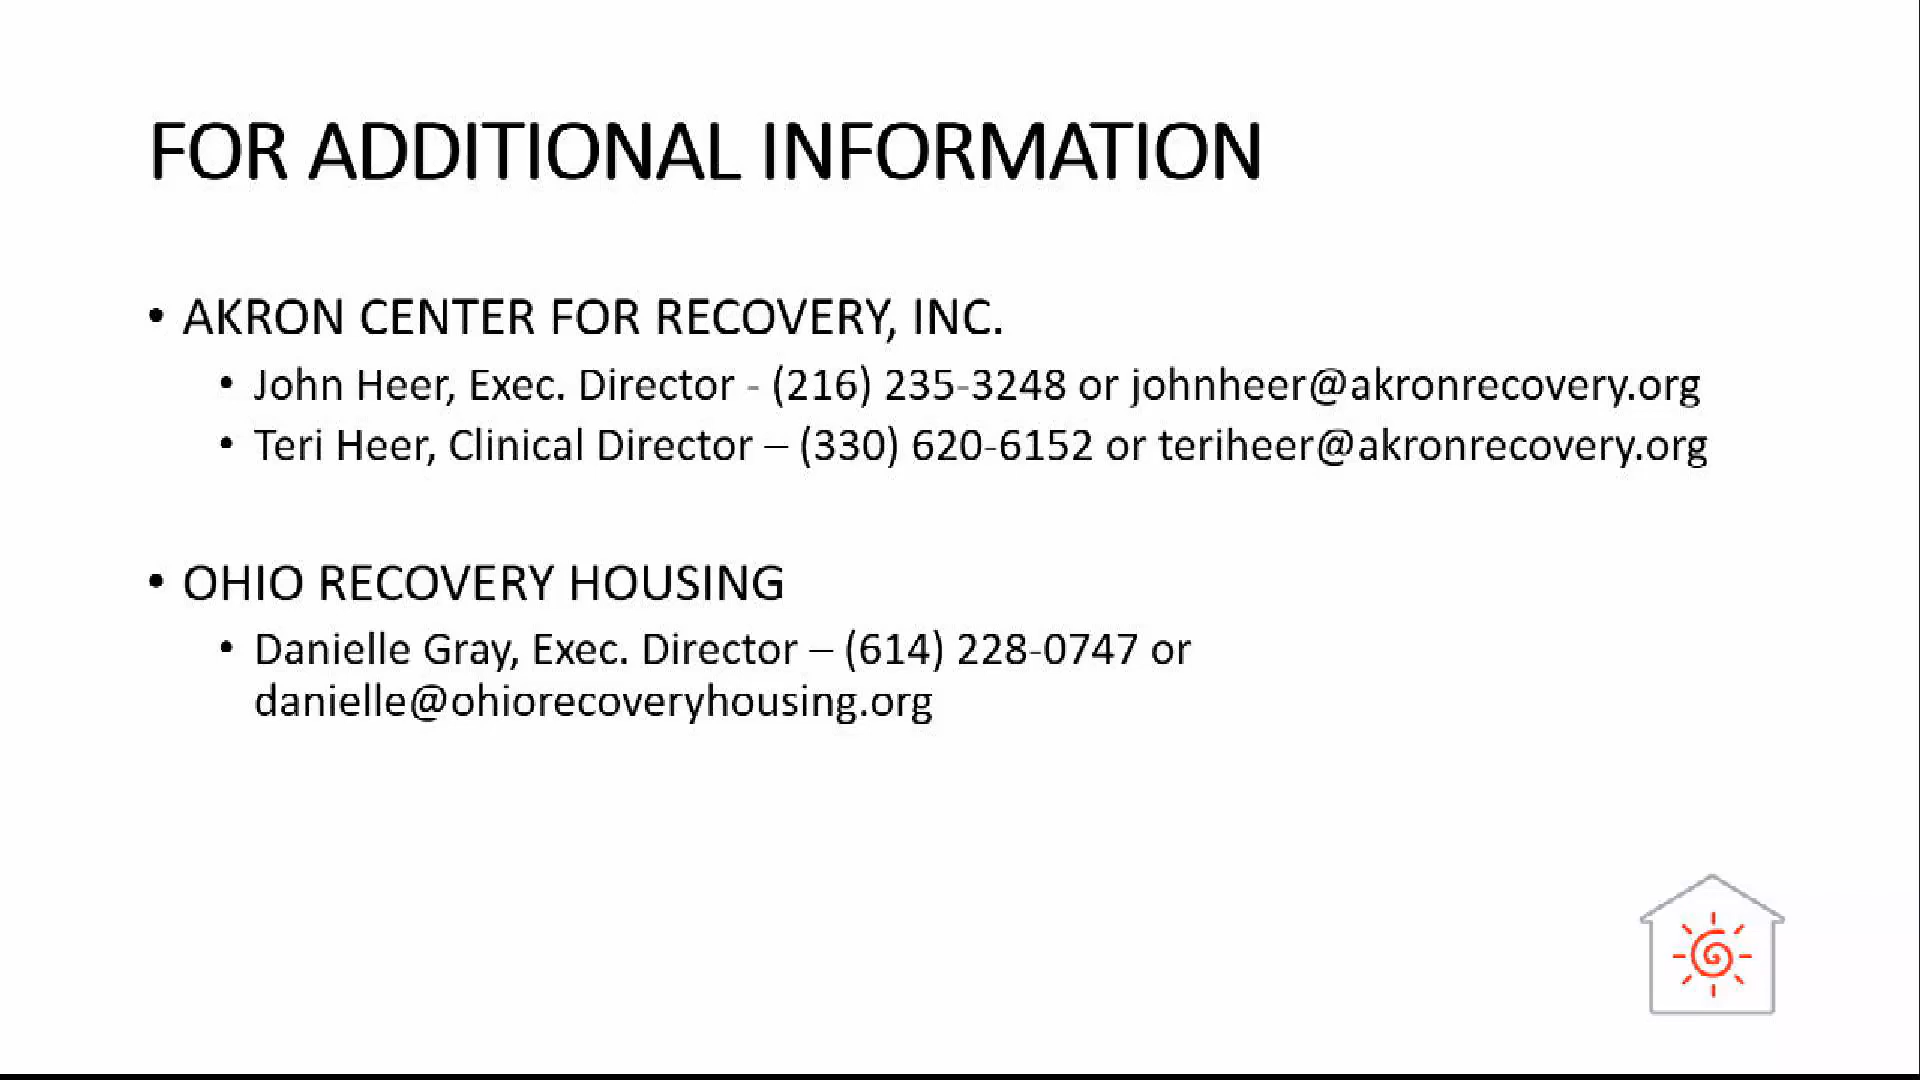 FOR ADDITIONAL INFORMATION
• AKRON CENTER FOR RECOVERY, INC.
• John Heer, Exec. Director - (216) 235-3248 or johnheer@akronrecovery.org
• Teri Heer, Clinical Director – (330) 620-6152 or teriheer@akronrecovery.org
• OHIO RECOVERY HOUSING
• Danielle Gray, Exec. Director – (614) 228-0747 or
danielle@ohiorecoveryhousing.org